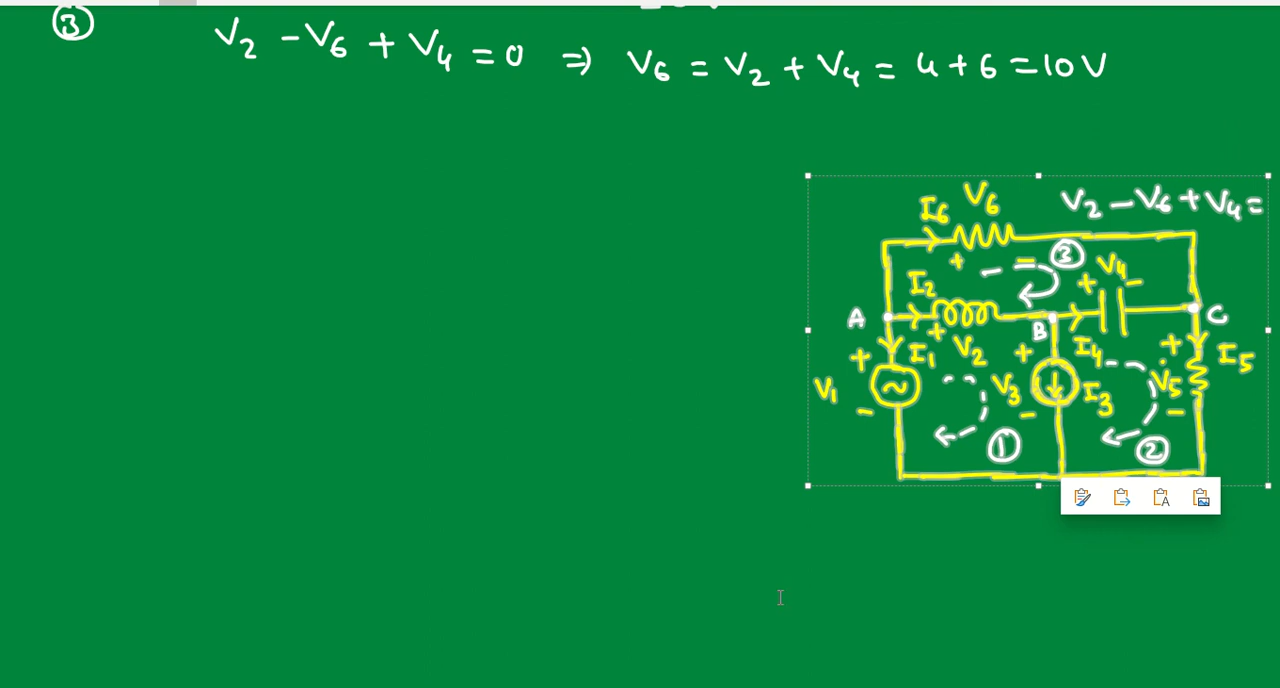 ③ V₂ - V₆ + V₄ = 0 ⇒ V₆ = V₂ + V₄ = 4 + 6 = 10 V
V₆ V₂ - V₆ + V₄ =
I₆
+ - ③ V₄
I₂ + -
A B C
+ I₁ + V₂ + I₄ + I₅
V₁ V₃ I₃ V₅
- - -
① ②